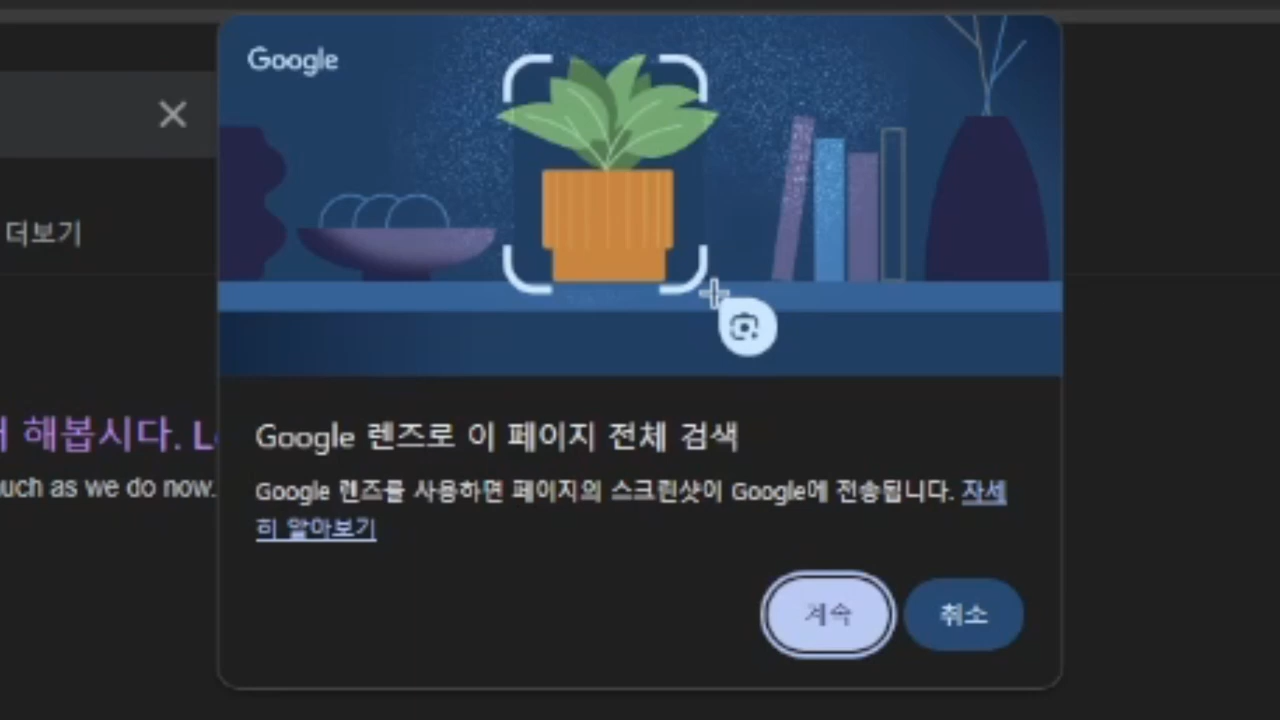 Google
더보기
해봅시다. L
uch as we do now.
Google 렌즈로 이 페이지 전체 검색
Google 렌즈를 사용하면 페이지의 스크린샷이 Google에 전송됩니다. 자세
히 알아보기
계속
취소